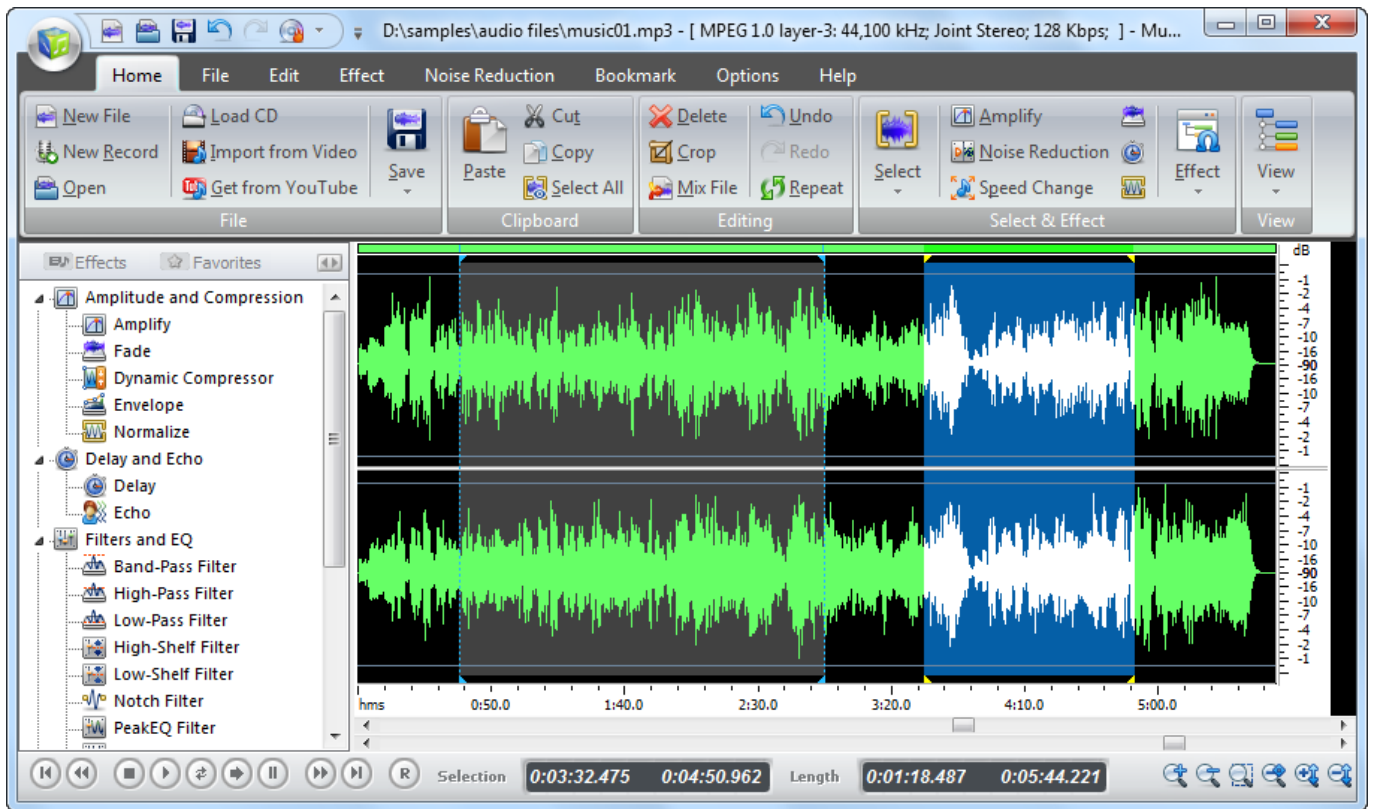 D:\samples\audio files\music01.mp3 - [ MPEG 1.0 layer-3: 44,100 kHz; Joint Stereo; 128 Kbps; ] - Mu...
Home File Edit Effect Noise Reduction Bookmark Options Help
New File Load CD Cut Delete Undo Amplify
New Record Import from Video Save Paste Copy Crop Redo Select Noise Reduction Effect View
Open Get from YouTube Select All Mix File Repeat Speed Change
File Clipboard Editing Select & Effect View
Effects Favorites
dB
Amplitude and Compression
Amplify
Fade
Dynamic Compressor
Envelope
Normalize
Delay and Echo
Delay
Echo
Filters and EQ
Band-Pass Filter
High-Pass Filter
Low-Pass Filter
High-Shelf Filter
Low-Shelf Filter
Notch Filter
PeakEQ Filter
-1
-2
-4
-7
-10
-16
-90
-16
-10
-7
-4
-2
-1
-1
-2
-4
-7
-10
-16
-90
-16
-10
-7
-4
-2
-1
hms 0:50.0 1:40.0 2:30.0 3:20.0 4:10.0 5:00.0
R Selection 0:03:32.475 0:04:50.962 Length 0:01:18.487 0:05:44.221